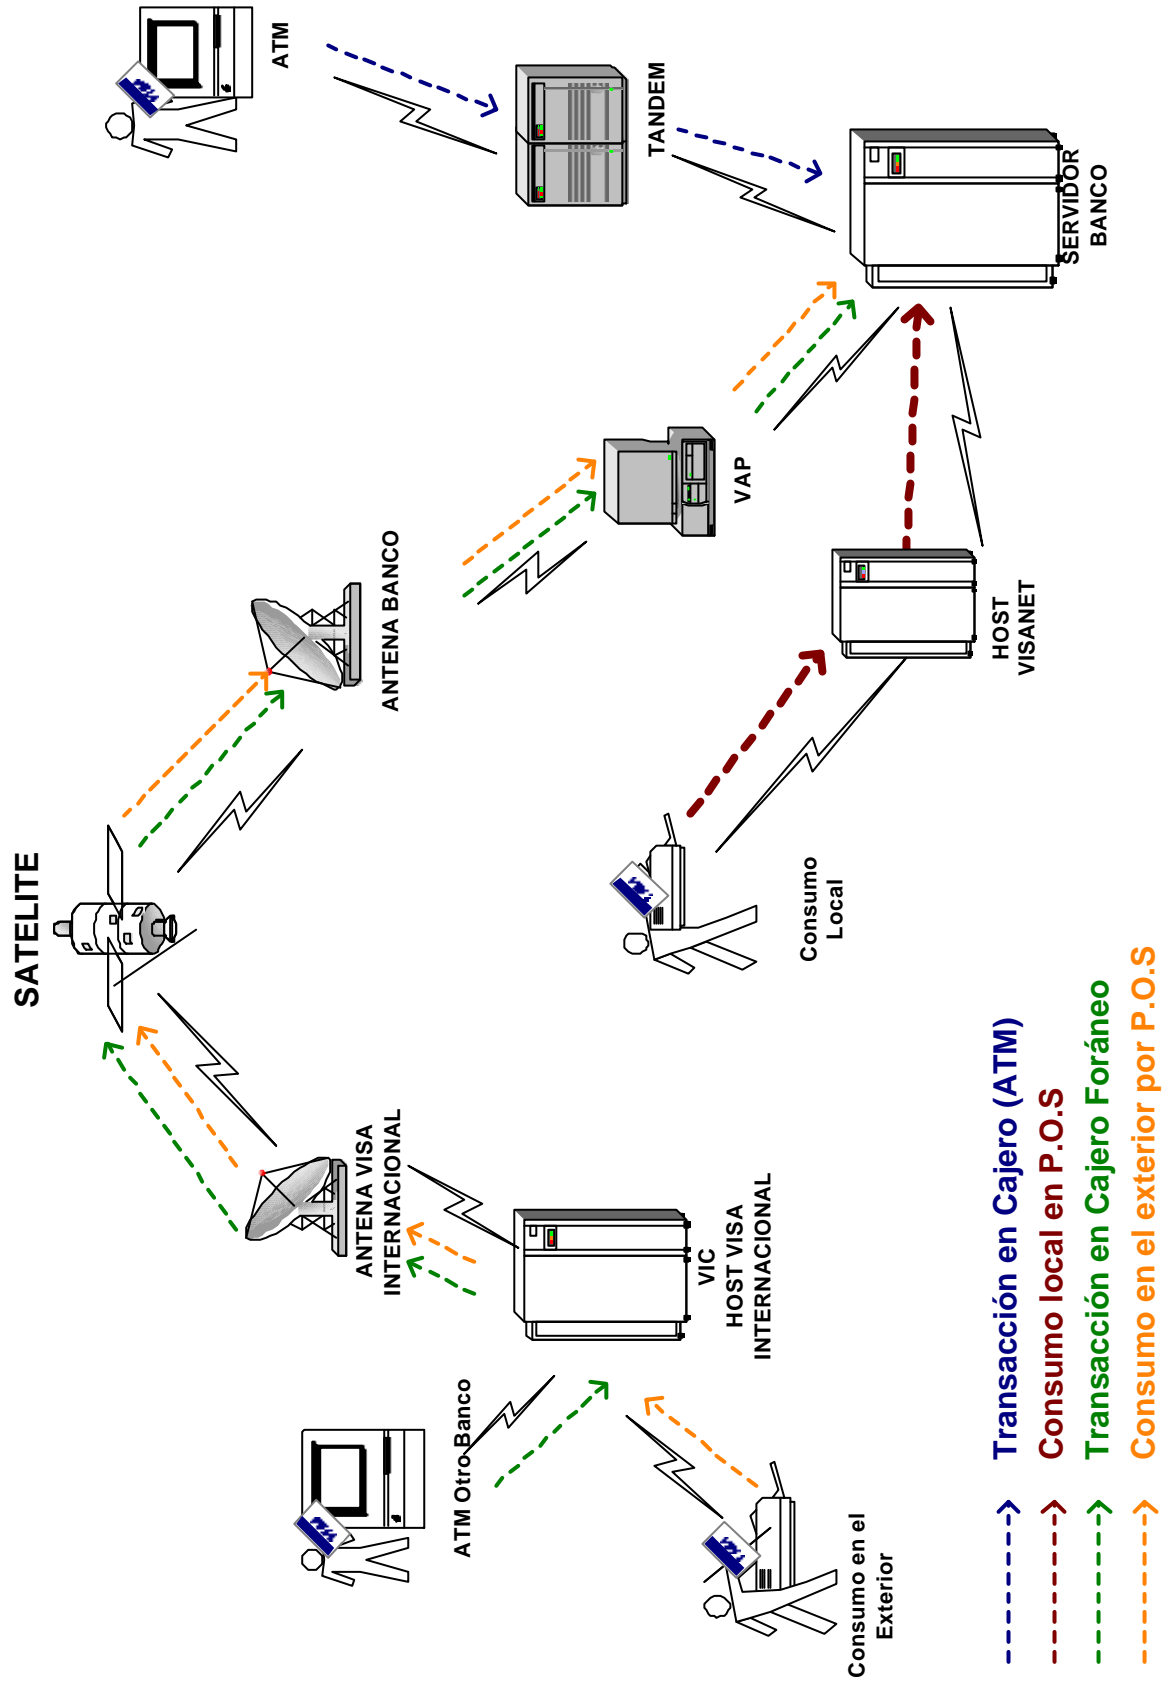 SATELITE
ATM
TANDEM
SERVIDOR
BANCO
ANTENA BANCO
VAP
HOST
VISANET
ANTENA VISA
INTERNACIONAL
VIC
HOST VISA
INTERNACIONAL
ATM Otro Banco
Consumo
Local
Consumo en el
Exterior
Transacción en Cajero (ATM)
Consumo local en P.O.S
Transacción en Cajero Foráneo
Consumo en el exterior por P.O.S